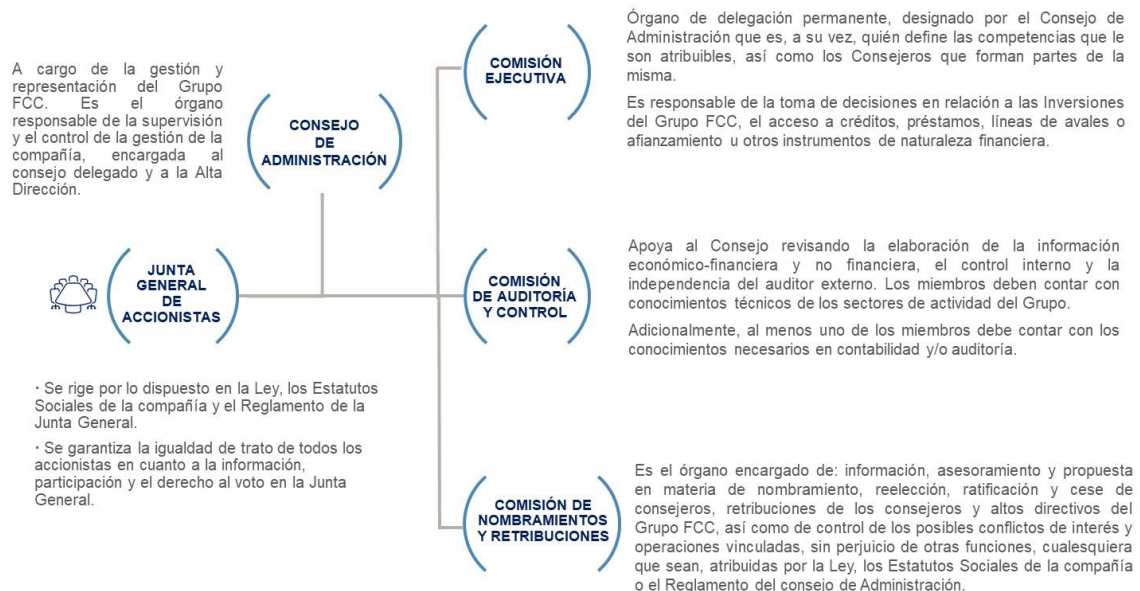 A cargo de la gestión y
representación del Grupo
FCC. Es el órgano
responsable de la supervisión
y el control de la gestión de la
compañía, encargada al
consejo delegado y a la Alta
Dirección.
CONSEJO
DE
ADMINISTRACIÓN
JUNTA
GENERAL
DE
ACCIONISTAS
· Se rige por lo dispuesto en la Ley, los Estatutos
Sociales de la compañía y el Reglamento de la
Junta General.
· Se garantiza la igualdad de trato de todos los
accionistas en cuanto a la información,
participación y el derecho al voto en la Junta
General.
COMISIÓN
EJECUTIVA
Órgano de delegación permanente, designado por el Consejo de
Administración que es, a su vez, quién define las competencias que le
son atribuibles, así como los Consejeros que forman partes de la
misma.
Es responsable de la toma de decisiones en relación a las Inversiones
del Grupo FCC, el acceso a créditos, préstamos, líneas de avales o
afianzamiento u otros instrumentos de naturaleza financiera.
COMISIÓN
DE AUDITORÍA
Y CONTROL
Apoya al Consejo revisando la elaboración de la información
económico-financiera y no financiera, el control interno y la
independencia del auditor externo. Los miembros deben contar con
conocimientos técnicos de los sectores de actividad del Grupo.
Adicionalmente, al menos uno de los miembros debe contar con los
conocimientos necesarios en contabilidad y/o auditoría.
COMISIÓN DE
NOMBRAMIENTOS
Y RETRIBUCIONES
Es el órgano encargado de: información, asesoramiento y propuesta
en materia de nombramiento, reelección, ratificación y cese de
consejeros, retribuciones de los consejeros y altos directivos del
Grupo FCC, así como de control de los posibles conflictos de interés y
operaciones vinculadas, sin perjuicio de otras funciones, cualesquiera
que sean, atribuidas por la Ley, los Estatutos Sociales de la compañía
o el Reglamento del consejo de Administración.